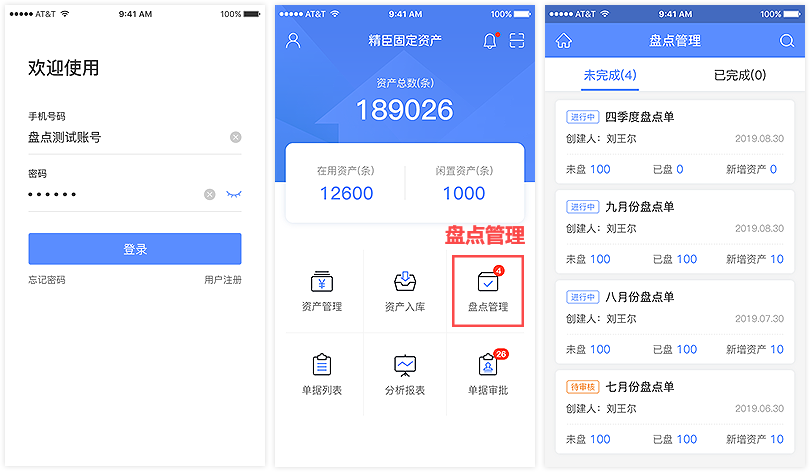 AT&T 9:41 AM 100%
欢迎使用
手机号码
盘点测试账号
密码
登录
忘记密码 用户注册
AT&T 9:41 AM 100%
精臣固定资产
资产总数(条)
189026
在用资产(条) 闲置资产(条)
12600 1000
盘点管理
4
资产管理 资产入库 盘点管理
26
单据列表 分析报表 单据审批
AT&T 9:41 AM 100%
盘点管理
未完成(4) 已完成(0)
进行中 四季度盘点单
创建人：刘王尔 2019.08.30
未盘 100 已盘 0 新增资产 0
进行中 九月份盘点单
创建人：刘王尔 2019.08.30
未盘 100 已盘 100 新增资产 10
进行中 八月份盘点单
创建人：刘王尔 2019.07.30
未盘 100 已盘 100 新增资产 10
待审核 七月份盘点单
创建人：刘王尔 2019.06.30
未盘 100 已盘 100 新增资产 10